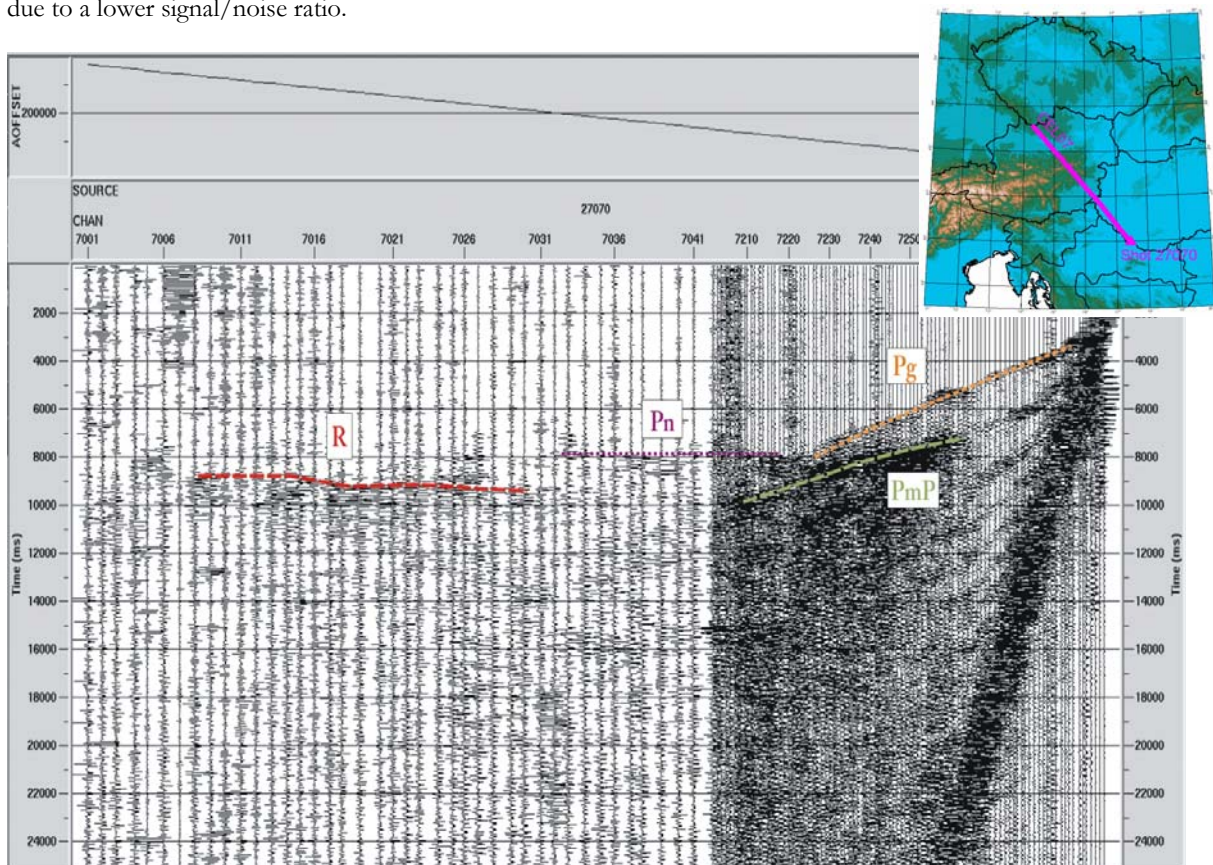 due to a lower signal/noise ratio.
AOFFSET
200000
SOURCE
27070
CHAN
7001 7006 7011 7016 7021 7026 7031 7036 7041 7210 7220 7230 7240 7250
Shot 27070
2000
4000 4000
6000 6000
8000 8000
10000 10000
12000 12000
14000 14000
16000 16000
18000 18000
20000 20000
22000 22000
24000 24000
Time (ms) Time (ms)
R
Pn
Pg
PmP